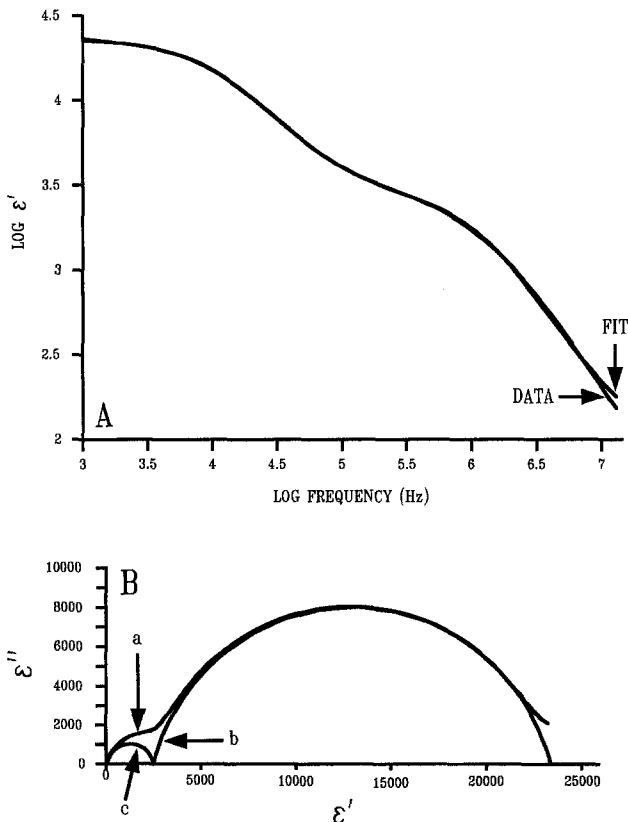 4.5
4
3.5
3
2.5
2
LOG ε'
A
FIT
DATA
3 3.5 4 4.5 5 5.5 6 6.5 7
LOG FREQUENCY (Hz)
B
10000
8000
6000
4000
2000
0
ε''
a
b
c
0 5000 10000 15000 20000 25000
ε'